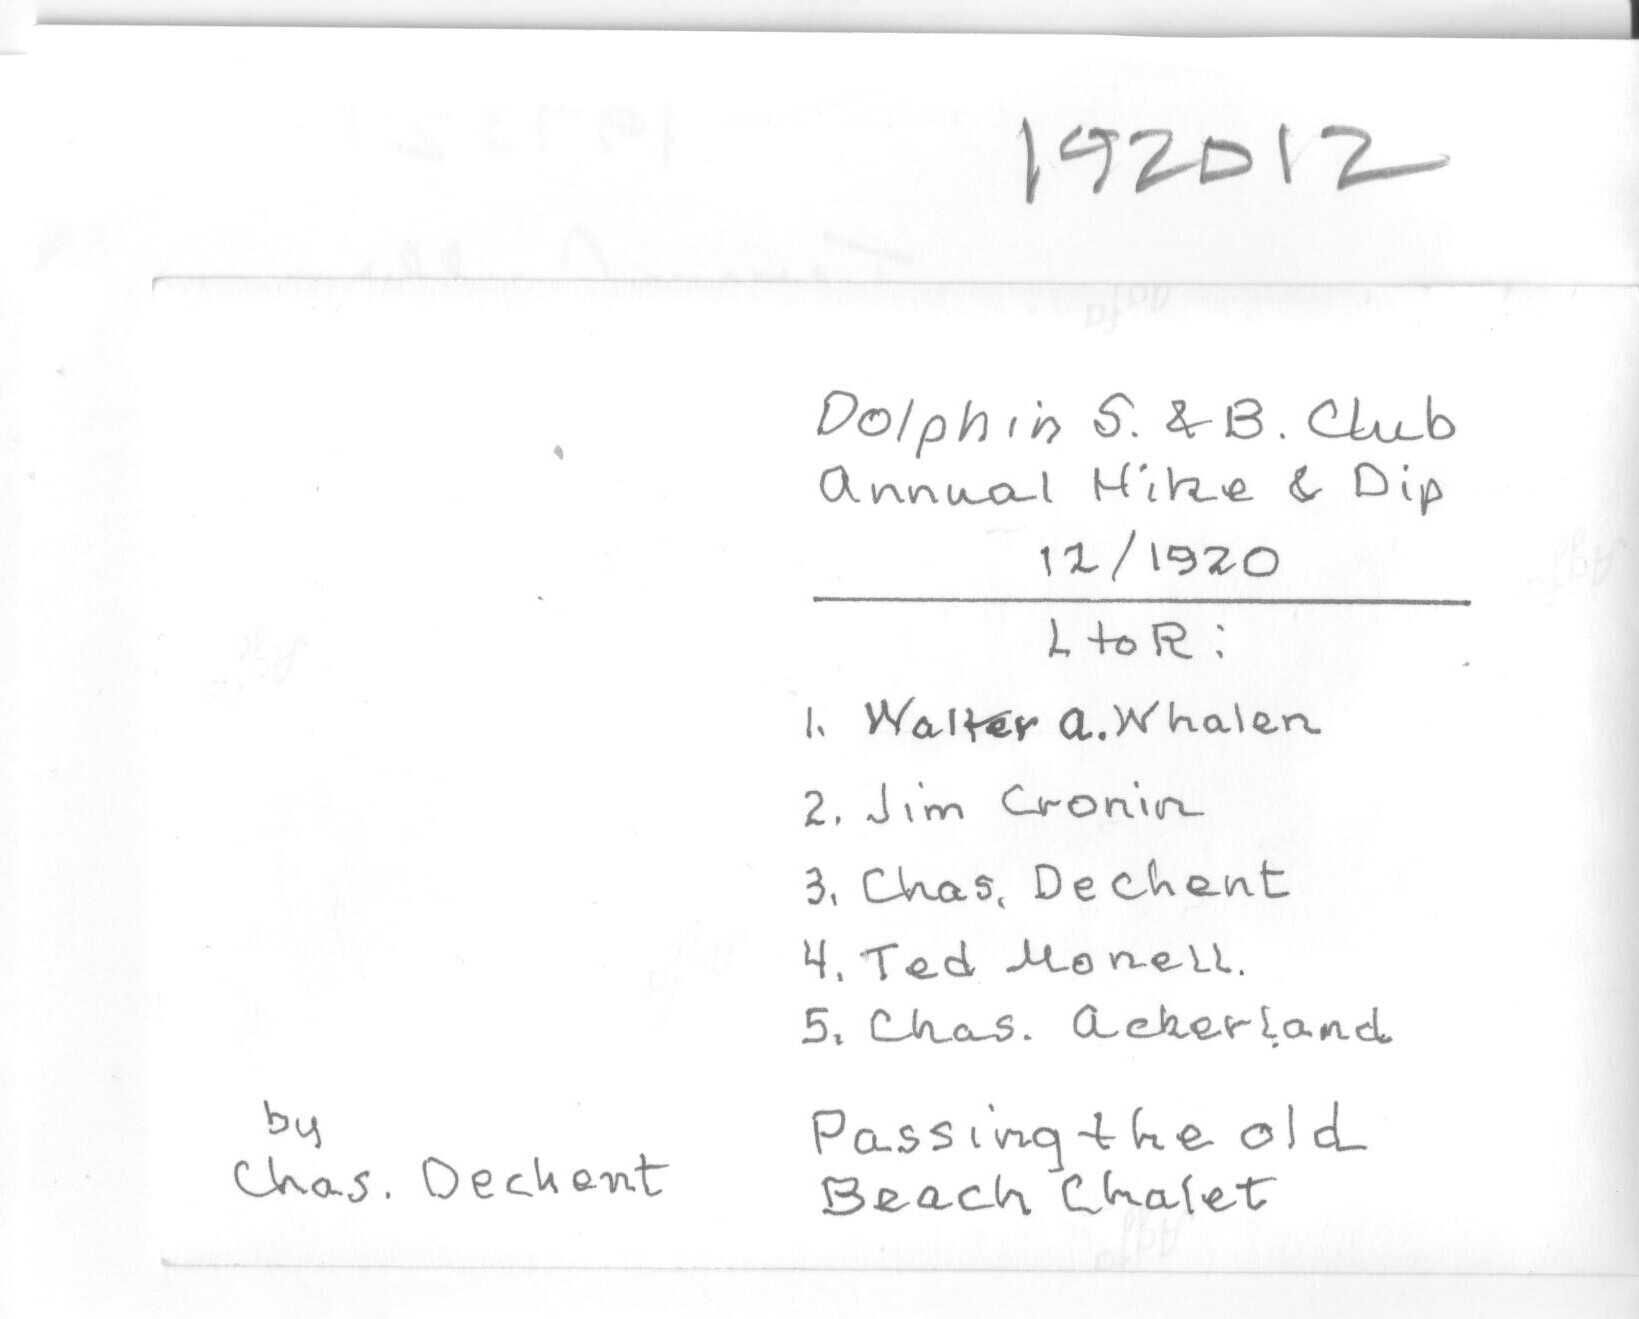 192012
Dolphin S. & B. Club
Annual Hike & Dip
12/1920
L to R:
1. Walter A. Whalen
2. Jim Cronin
3. Chas. Dechent
4. Ted Monell.
5. Chas. Ackerland
by
Chas. Dechent
Passing the old
Beach Chalet